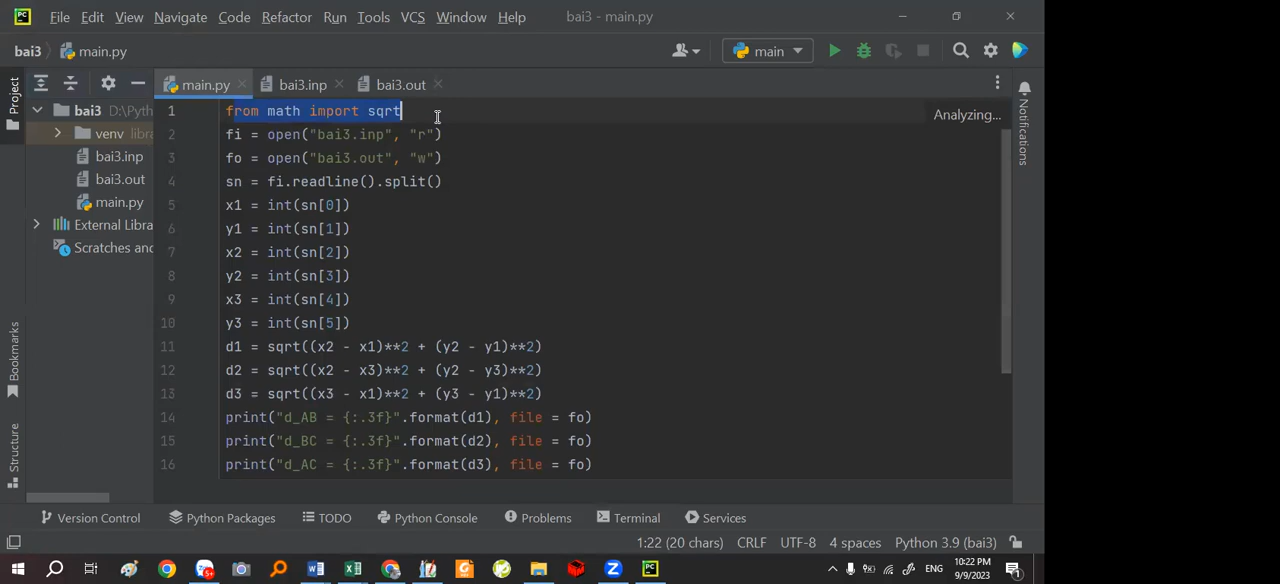 File Edit View Navigate Code Refactor Run Tools VCS Window Help bai3 - main.py
bai3 main.py main
Project
main.py bai3.inp bai3.out
bai3 D:\Pyth
venv libra
bai3.inp
bai3.out
main.py
External Libra
Scratches and
1 from math import sqrt
2 fi = open("bai3.inp", "r")
3 fo = open("bai3.out", "w")
4 sn = fi.readline().split()
5 x1 = int(sn[0])
6 y1 = int(sn[1])
7 x2 = int(sn[2])
8 y2 = int(sn[3])
9 x3 = int(sn[4])
10 y3 = int(sn[5])
11 d1 = sqrt((x2 - x1)**2 + (y2 - y1)**2)
12 d2 = sqrt((x2 - x3)**2 + (y2 - y3)**2)
13 d3 = sqrt((x3 - x1)**2 + (y3 - y1)**2)
14 print("d_AB = {:.3f}".format(d1), file = fo)
15 print("d_BC = {:.3f}".format(d2), file = fo)
16 print("d_AC = {:.3f}".format(d3), file = fo)
Analyzing...
Notifications
Bookmarks
Structure
Version Control Python Packages TODO Python Console Problems Terminal Services
1:22 (20 chars) CRLF UTF-8 4 spaces Python 3.9 (bai3)
ENG
10:22 PM
9/9/2023
1